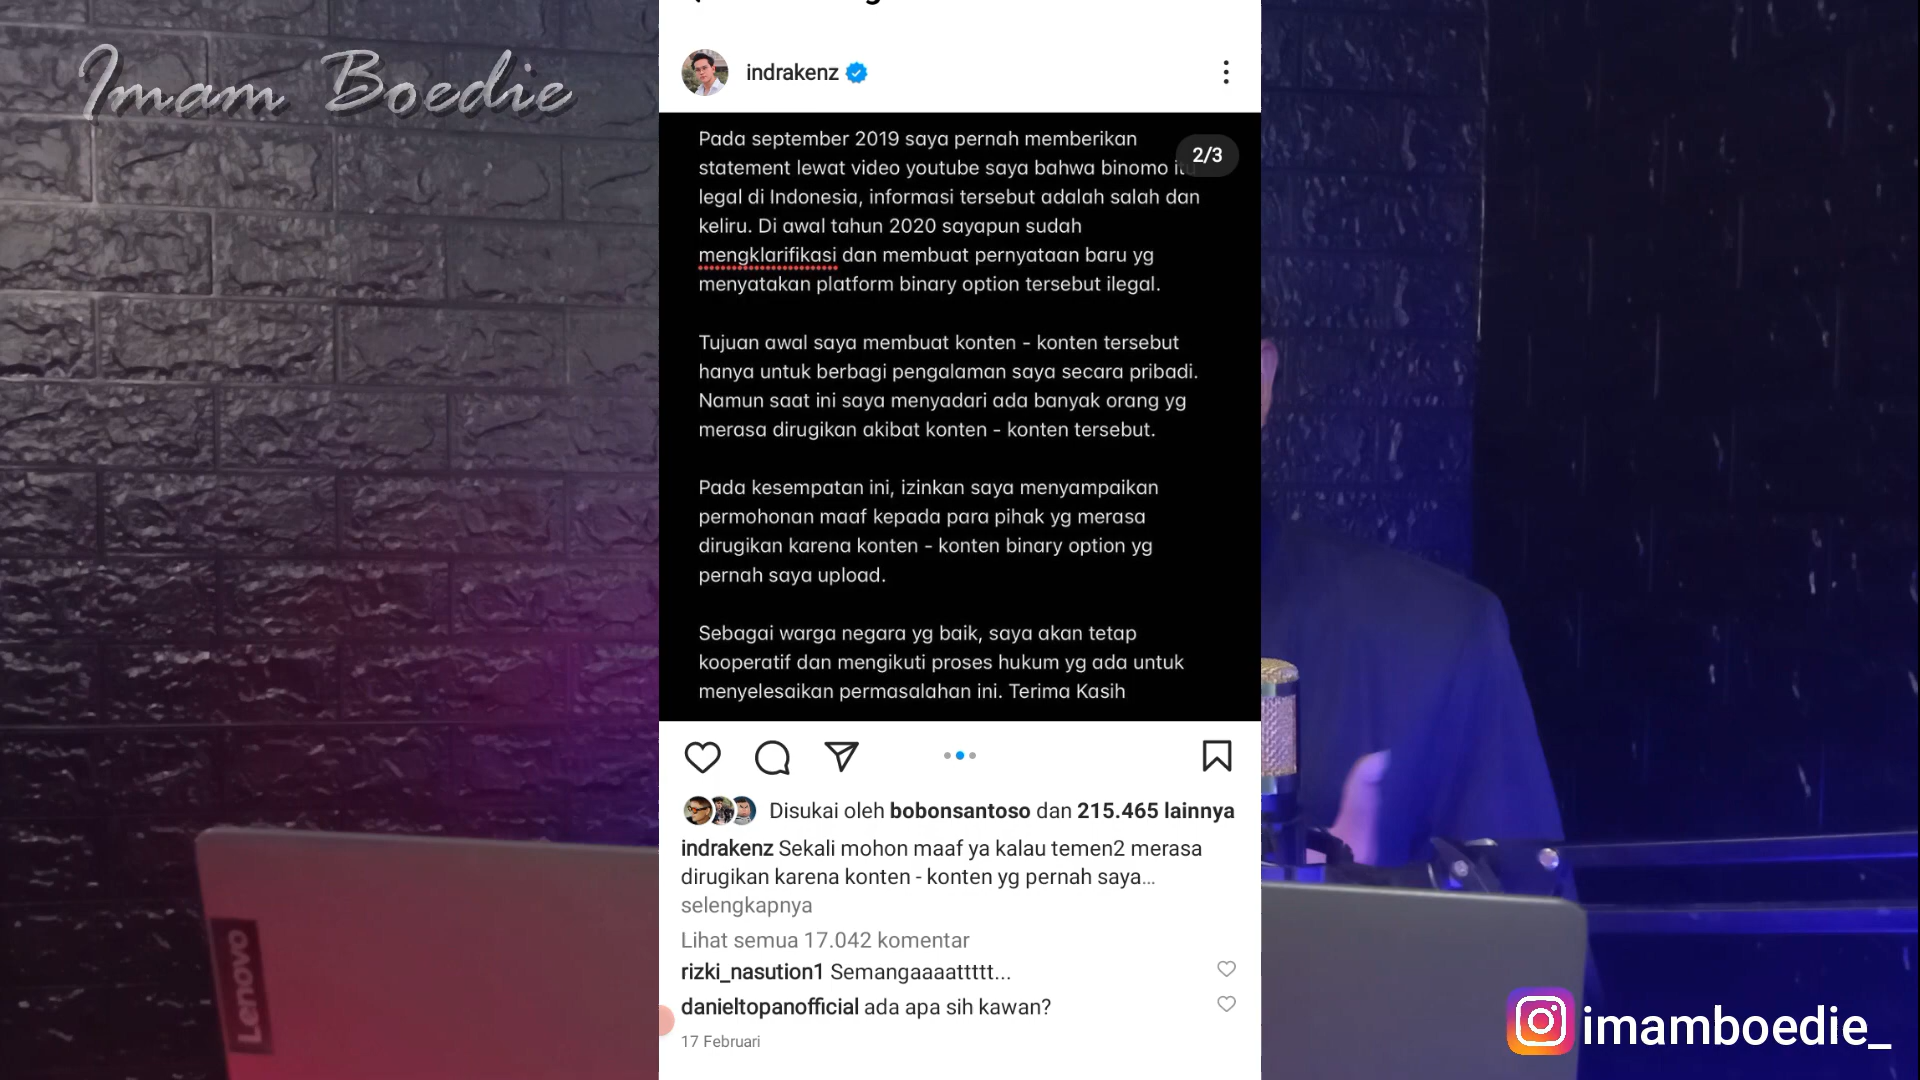 Imam Boedie
indrakenz
2/3
Pada september 2019 saya pernah memberikan
statement lewat video youtube saya bahwa binomo itu
legal di Indonesia, informasi tersebut adalah salah dan
keliru. Di awal tahun 2020 sayapun sudah
mengklarifikasi dan membuat pernyataan baru yg
menyatakan platform binary option tersebut ilegal.
Tujuan awal saya membuat konten - konten tersebut
hanya untuk berbagi pengalaman saya secara pribadi.
Namun saat ini saya menyadari ada banyak orang yg
merasa dirugikan akibat konten - konten tersebut.
Pada kesempatan ini, izinkan saya menyampaikan
permohonan maaf kepada para pihak yg merasa
dirugikan karena konten - konten binary option yg
pernah saya upload.
Sebagai warga negara yg baik, saya akan tetap
kooperatif dan mengikuti proses hukum yg ada untuk
menyelesaikan permasalahan ini. Terima Kasih
Disukai oleh bobonsantoso dan 215.465 lainnya
indrakenz Sekali mohon maaf ya kalau temen2 merasa
dirugikan karena konten - konten yg pernah saya...
selengkapnya
Lihat semua 17.042 komentar
rizki_nasution1 Semangaaaattttt...
danieltopanofficial ada apa sih kawan?
17 Februari
Lenovo
imamboedie_